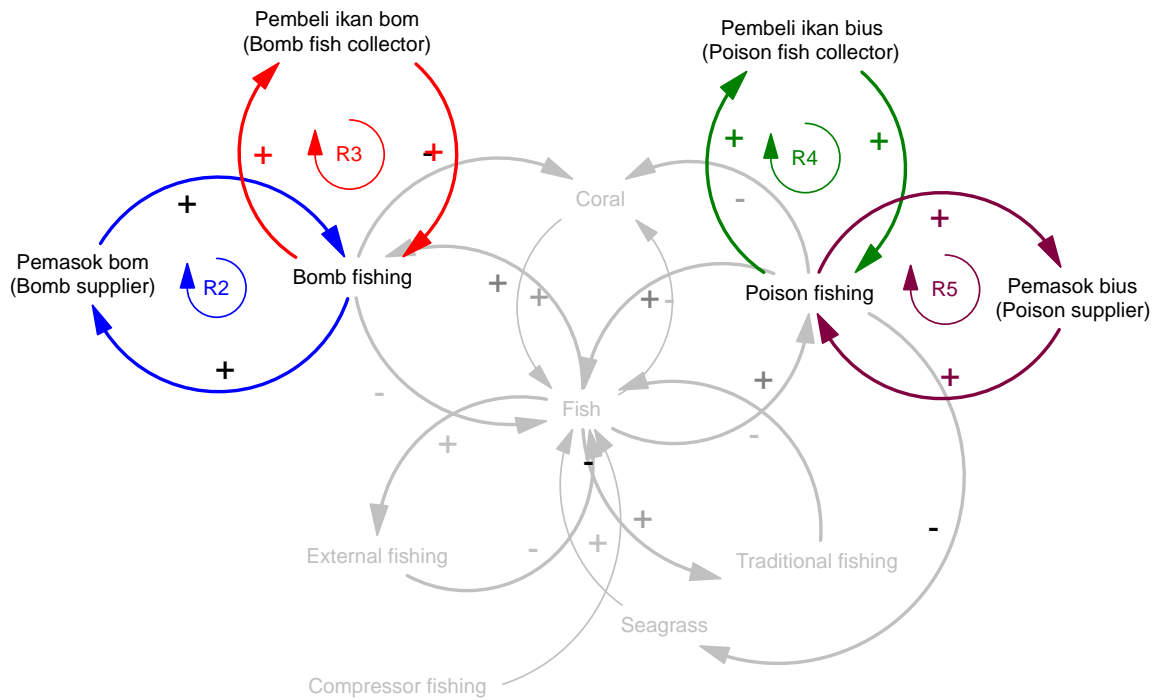 Pembeli ikan bom
(Bomb fish collector)
Pembeli ikan bius
(Poison fish collector)
+
R3
-
+
+
R4
+
Coral
-
+
+
Pemasok bom
(Bomb supplier)
R2
Bomb fishing
+
+
+
-
Poison fishing
R5
Pemasok bius
(Poison supplier)
+
-
+
+
Fish
+
-
-
+
+
-
-
+
External fishing
Traditional fishing
Seagrass
Compressor fishing